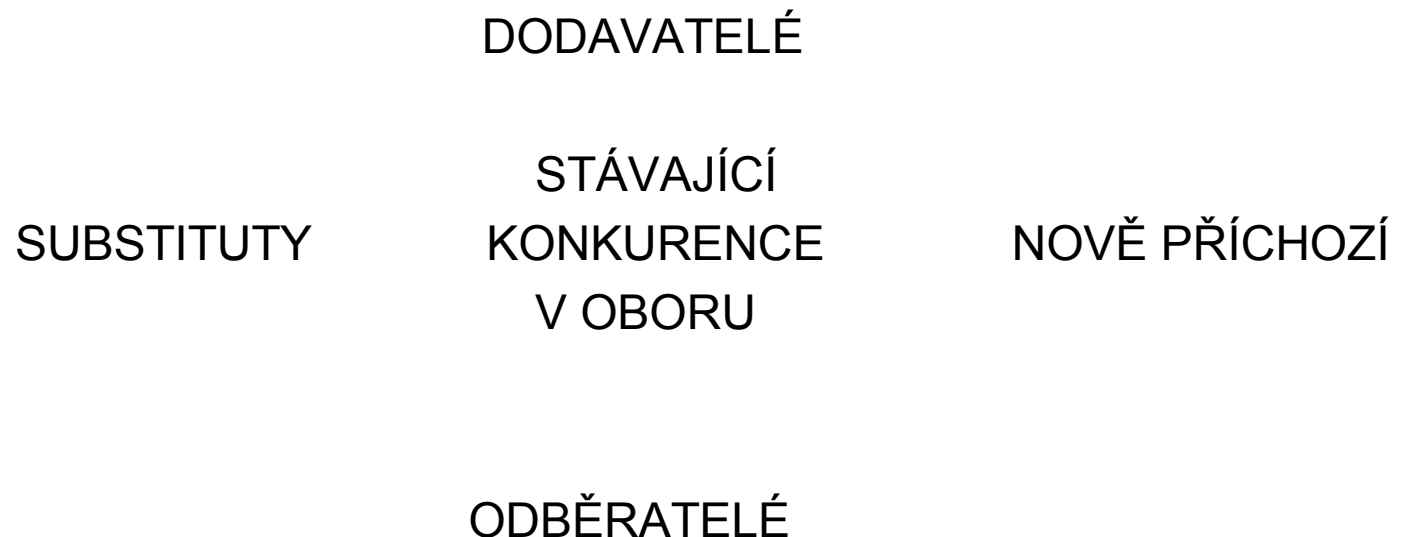 DODAVATELÉ
STÁVAJÍCÍ
SUBSTITUTY KONKURENCE NOVĚ PŘÍCHOZÍ
V OBORU
ODBĚRATELÉ